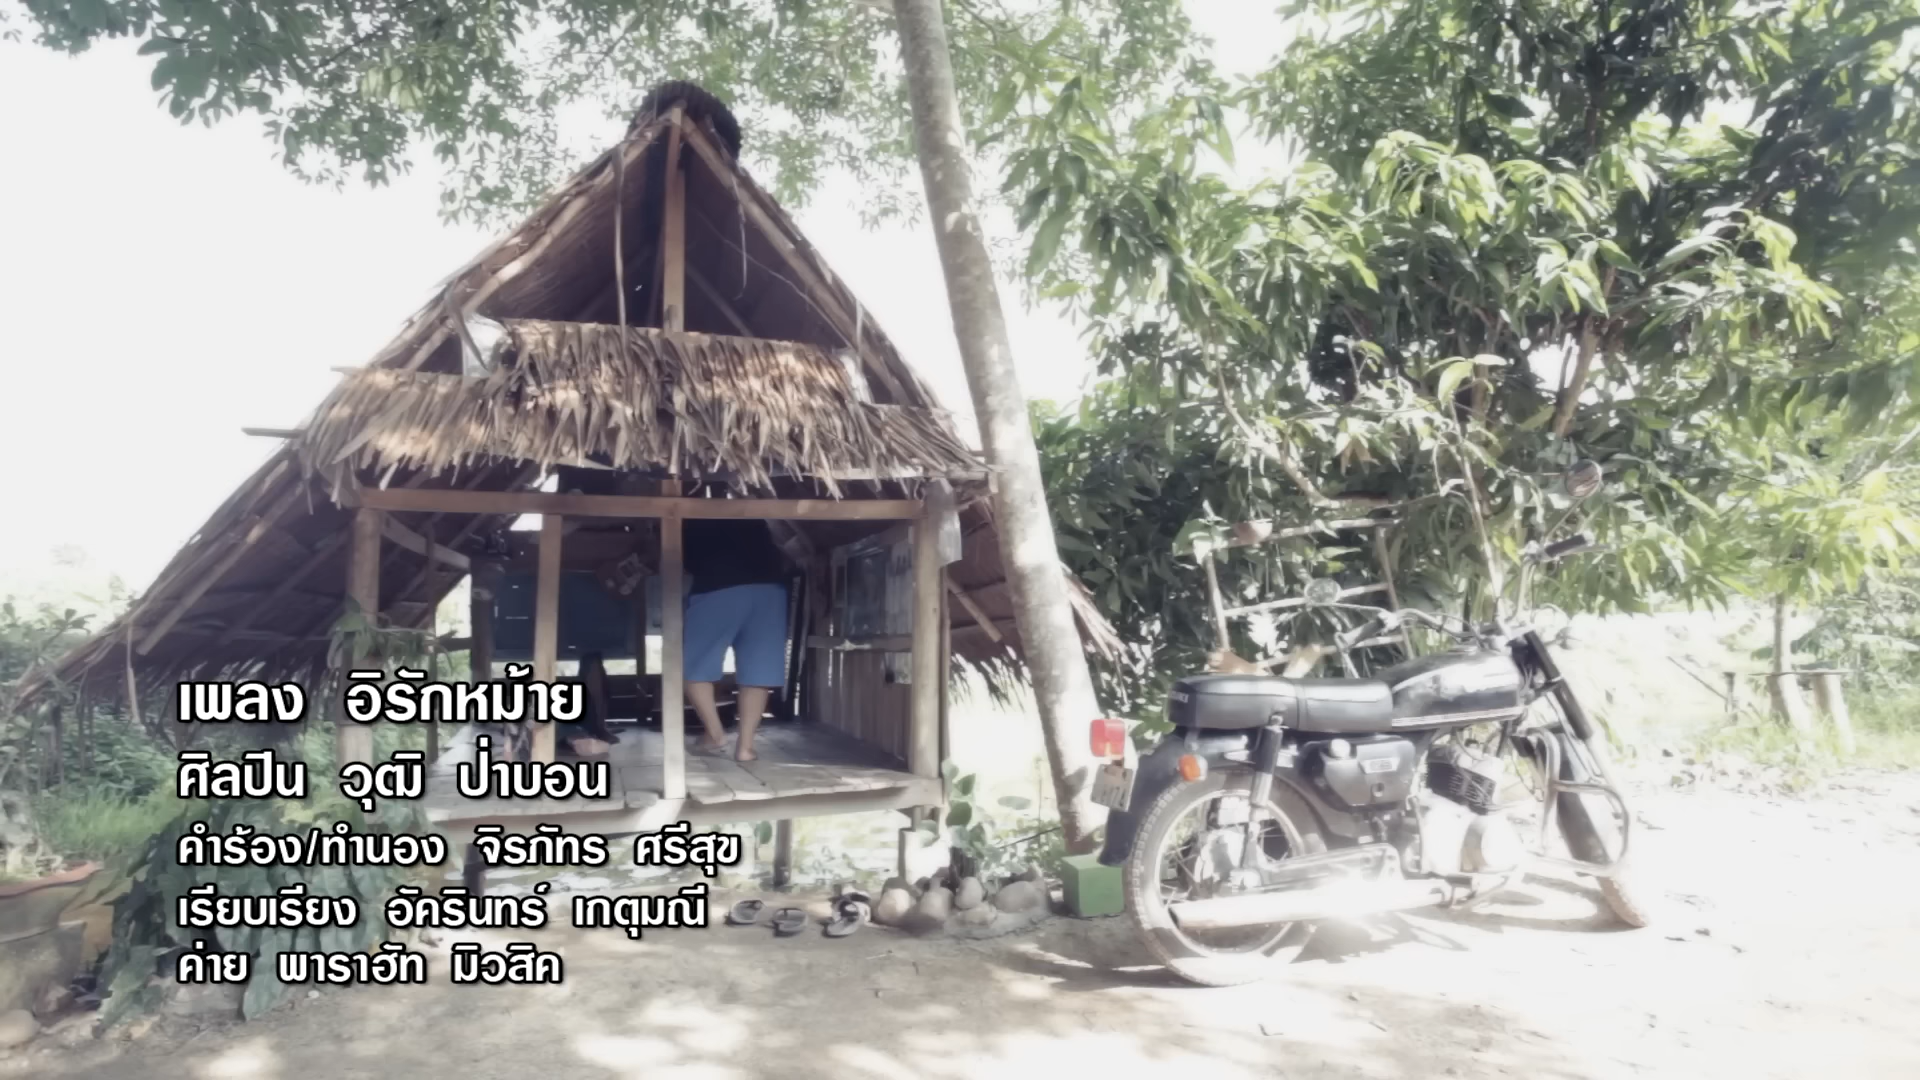 เพลง อิรักหม้าย
ศิลปิน วุฒิ ป่าบอน
คำร้อง/ทำนอง จิรภัทร ศรีสุข
เรียบเรียง อัครินทร์ เกตุมณี
ค่าย พาราฮัท มิวสิค